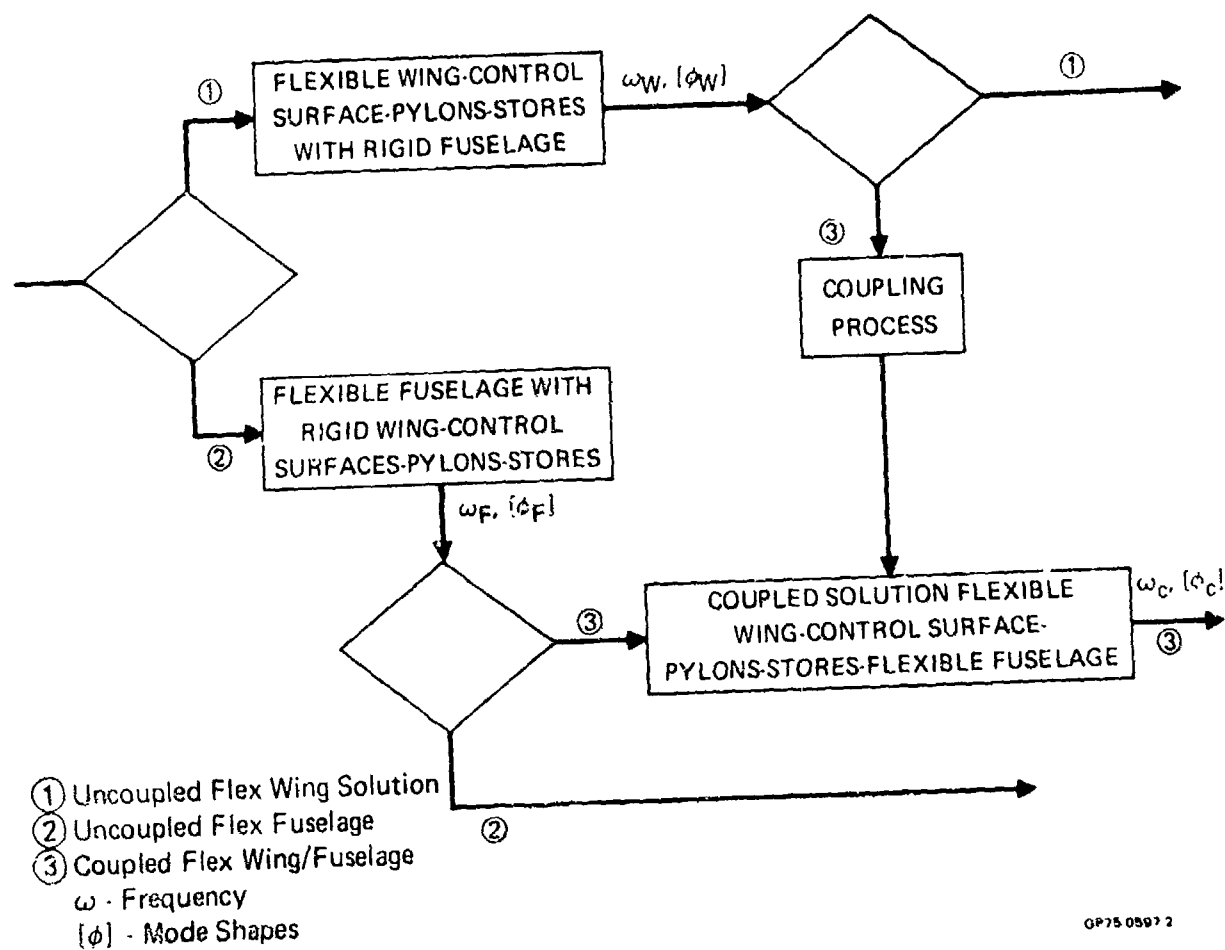 ①
FLEXIBLE WING-CONTROL
SURFACE-PYLONS-STORES
WITH RIGID FUSELAGE
ωW, [ϕW]
①
③
COUPLING
PROCESS
②
FLEXIBLE FUSELAGE WITH
RIGID WING-CONTROL
SURFACES-PYLONS-STORES
ωF, [ϕF]
③
COUPLED SOLUTION FLEXIBLE
WING-CONTROL SURFACE-
PYLONS-STORES-FLEXIBLE FUSELAGE
ωc, [ϕc]
③
②
① Uncoupled Flex Wing Solution
② Uncoupled Flex Fuselage
③ Coupled Flex Wing/Fuselage
ω - Frequency
[ϕ] - Mode Shapes
GP75 0597 2